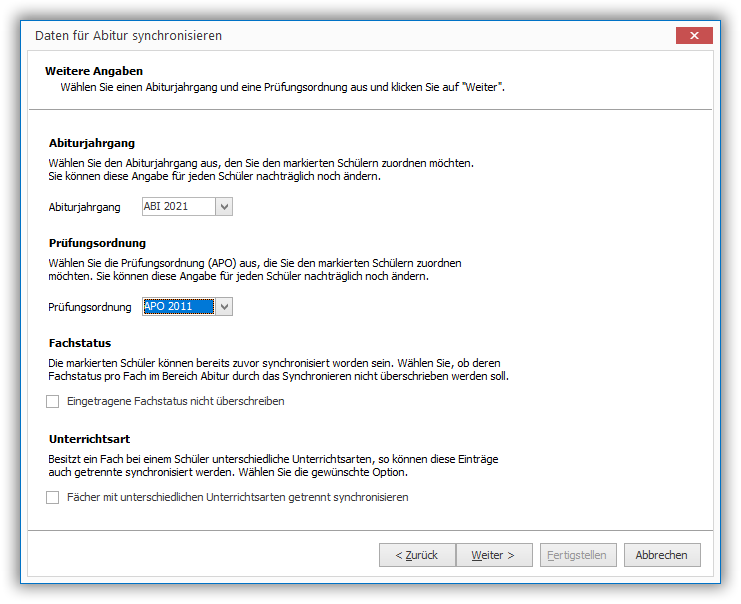 Daten für Abitur synchronisieren
Weitere Angaben
Wählen Sie einen Abiturjahrgang und eine Prüfungsordnung aus und klicken Sie auf "Weiter".
Abiturjahrgang
Wählen Sie den Abiturjahrgang aus, den Sie den markierten Schülern zuordnen möchten.
Sie können diese Angabe für jeden Schüler nachträglich noch ändern.
Abiturjahrgang ABI 2021
Prüfungsordnung
Wählen Sie die Prüfungsordnung (APO) aus, die Sie den markierten Schülern zuordnen
möchten. Sie können diese Angabe für jeden Schüler nachträglich noch ändern.
Prüfungsordnung APO 2011
Fachstatus
Die markierten Schüler können bereits zuvor synchronisiert worden sein. Wählen Sie, ob deren
Fachstatus pro Fach im Bereich Abitur durch das Synchronieren nicht überschrieben werden soll.
Eingetragene Fachstatus nicht überschreiben
Unterrichtsart
Besitzt ein Fach bei einem Schüler unterschiedliche Unterrichtsarten, so können diese Einträge
auch getrennte synchronisiert werden. Wählen Sie die gewünschte Option.
Fächer mit unterschiedlichen Unterrichtsarten getrennt synchronisieren
< Zurück Weiter > Fertigstellen Abbrechen